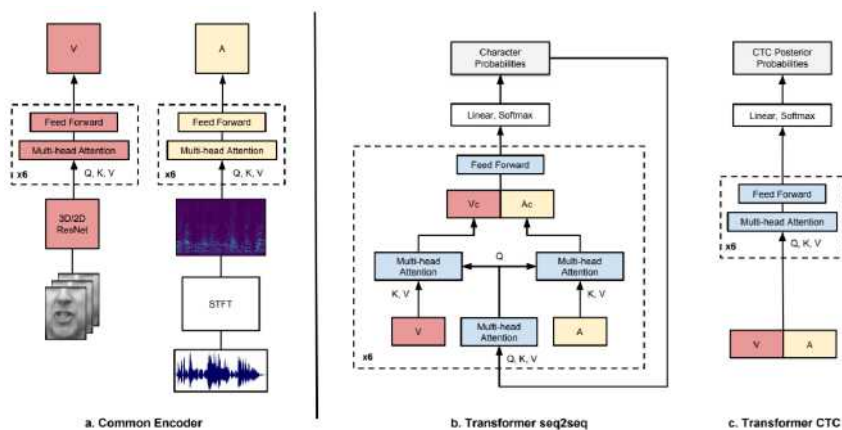 V
Feed Forward
Multi-head Attention
x6
Q, K, V
3D/2D
ResNet
A
Feed Forward
Multi-head Attention
x6
Q, K, V
STFT
a. Common Encoder
Character
Probabilities
Linear, Softmax
Feed Forward
Vc
Ac
Multi-head
Attention
Q
Multi-head
Attention
K, V
K, V
V
Multi-head
Attention
A
x6
Q, K, V
b. Transformer seq2seq
CTC Posterior
Probabilities
Linear, Softmax
Feed Forward
Multi-head Attention
x6
Q, K, V
V
A
c. Transformer CTC